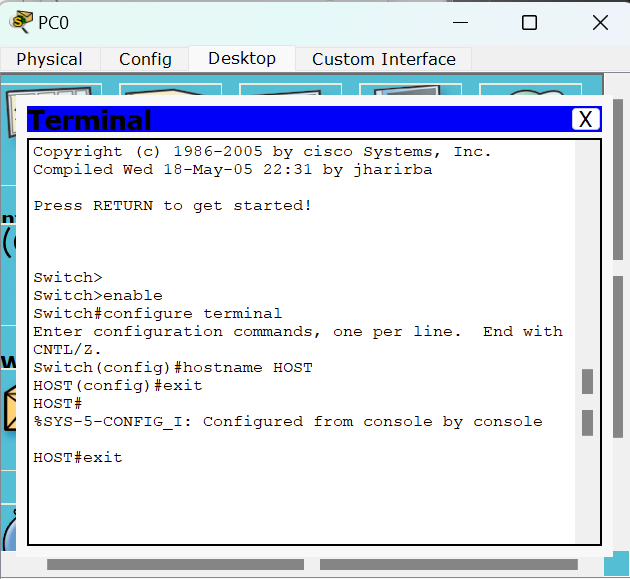 PC0
Physical Config Desktop Custom Interface
Terminal X
Copyright (c) 1986-2005 by cisco Systems, Inc.
Compiled Wed 18-May-05 22:31 by jharirba
Press RETURN to get started!
Switch>
Switch>enable
Switch#configure terminal
Enter configuration commands, one per line.  End with
CNTL/Z.
Switch(config)#hostname HOST
HOST(config)#exit
HOST#
%SYS-5-CONFIG_I: Configured from console by console
HOST#exit